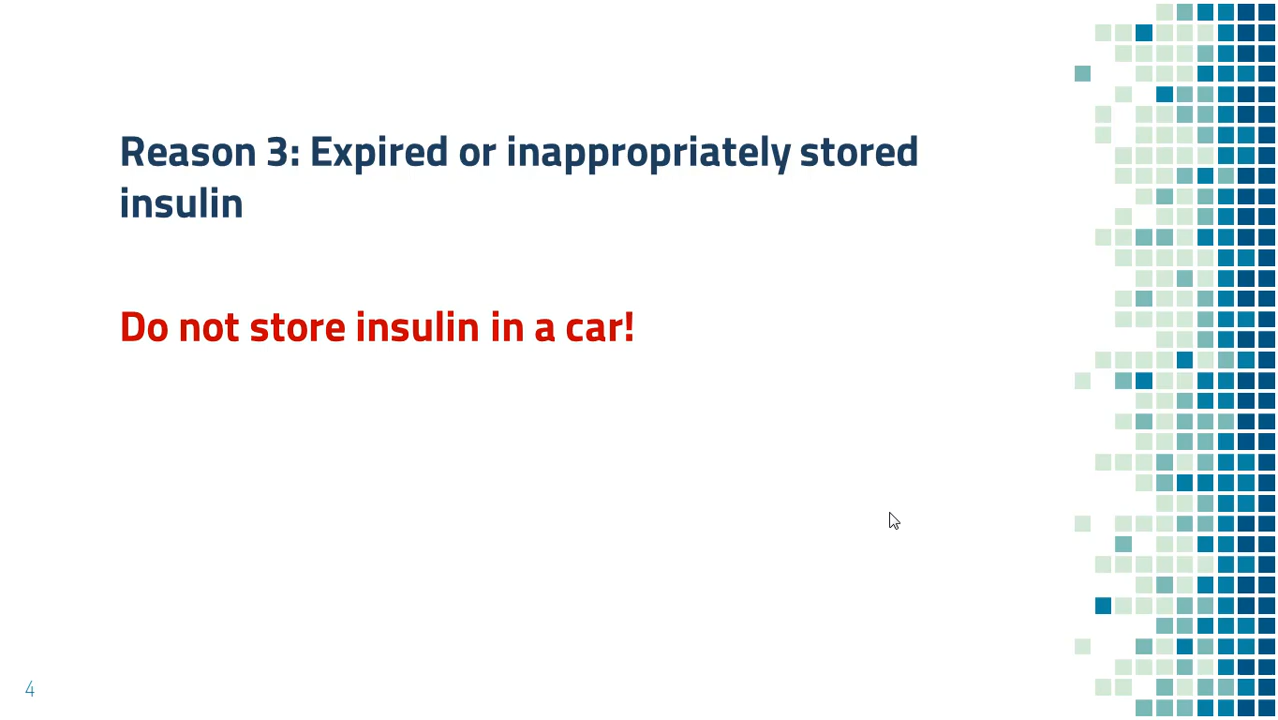 Reason 3: Expired or inappropriately stored
insulin
Do not store insulin in a car!
4